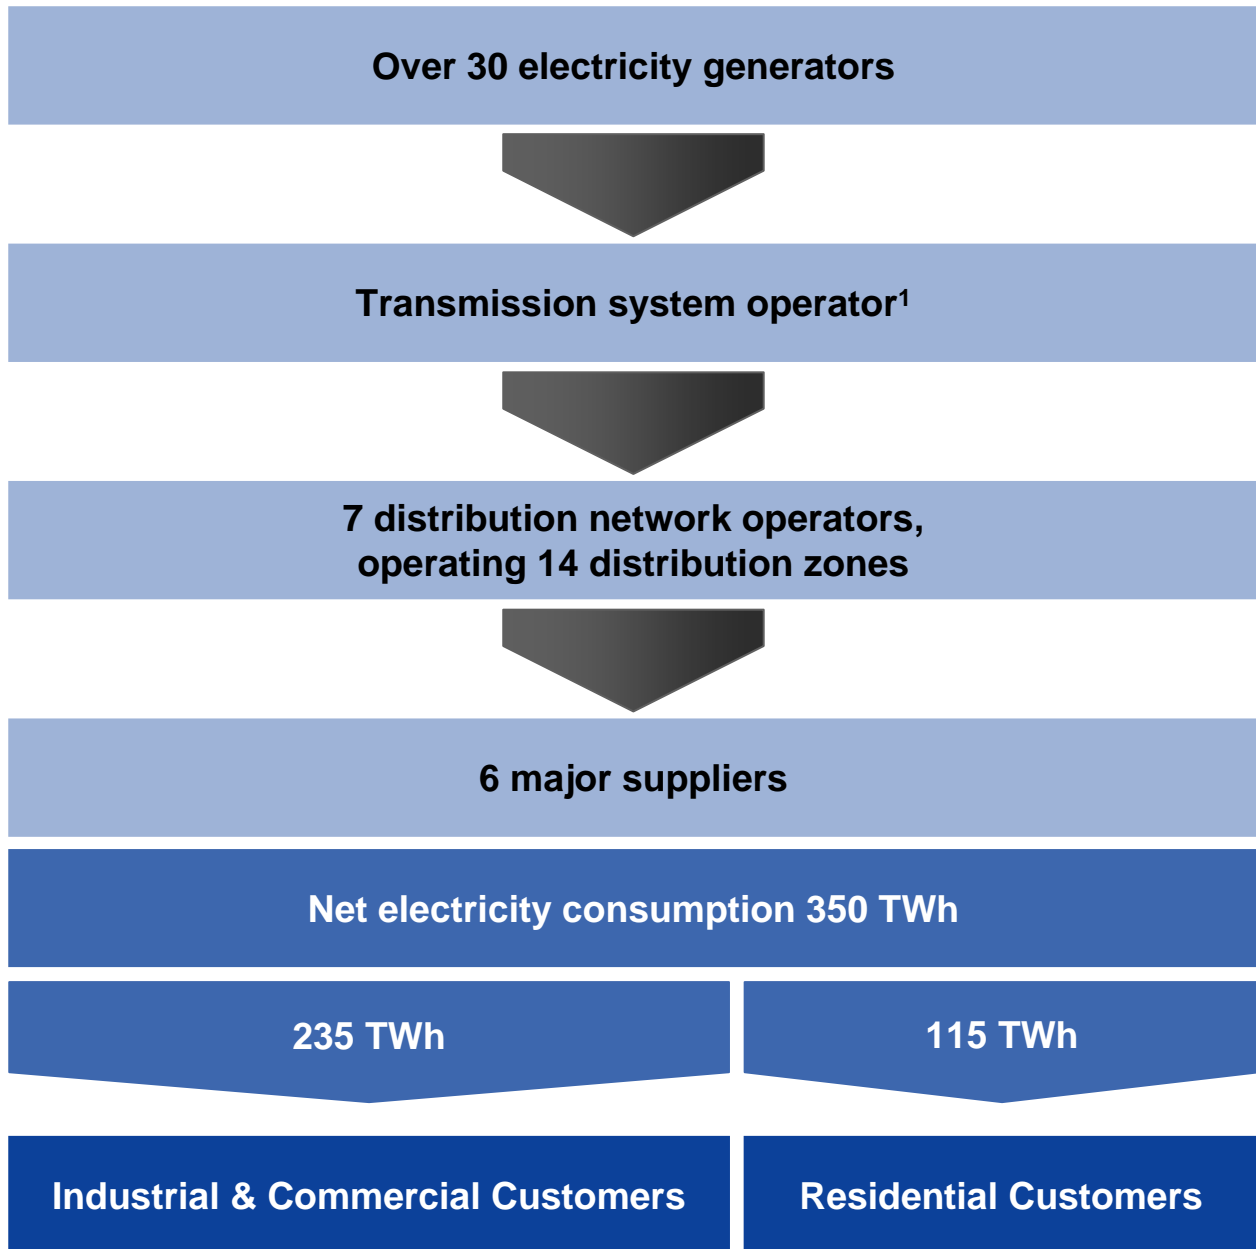 Over 30 electricity generators
Transmission system operator¹
7 distribution network operators,
operating 14 distribution zones
6 major suppliers
Net electricity consumption 350 TWh
235 TWh
115 TWh
Industrial & Commercial Customers
Residential Customers